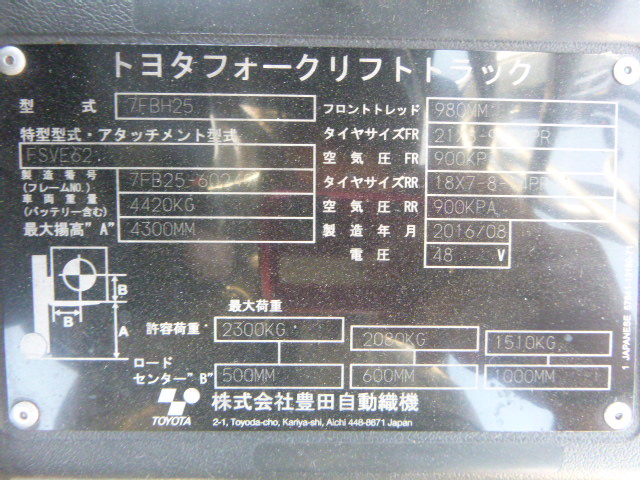 トヨタフォークリフトトラック
型式 7FBH25 フロントトレッド 980MM
特型型式・アタッチメント型式 タイヤサイズFR
FSVE62 空気圧 FR 900KPA
製造番号
(フレームNO.) タイヤサイズRR 18X7-8-
車両重量
(バッテリー含む) 4420KG 空気圧 RR 900KPA
最大揚高"A" 4300MM 製造年月 2016/08
電圧 48 V
B
B
A
最大荷重
許容荷重 2300KG 2080KG 1510KG
ロード
センター"B" 500MM 600MM 1000MM
TOYOTA 株式会社豊田自動織機
2-1, Toyoda-cho, Kariya-shi, Aichi 448-8671 Japan
1 JAPANESE